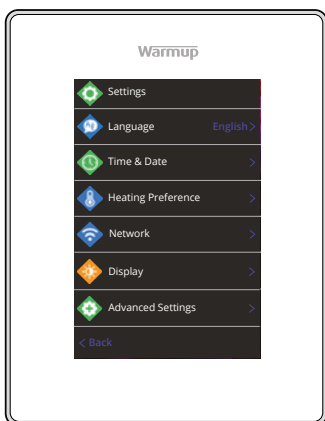 Warmup
Settings
Language English >
Time & Date >
Heating Preference >
Network >
Display >
Advanced Settings >
< Back